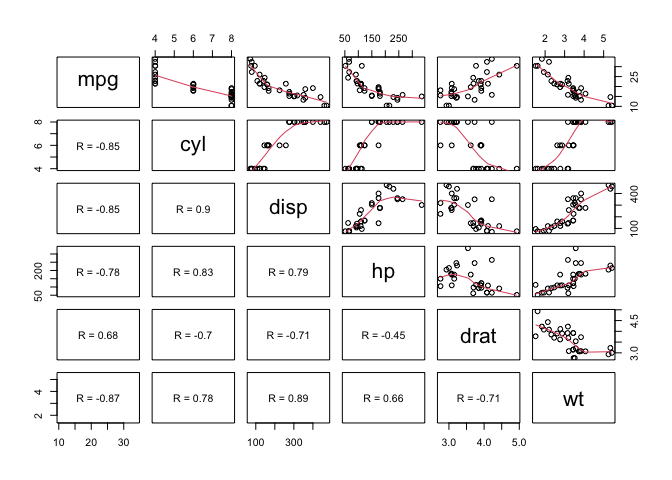 4 5 6 7 8 50 150 250 2 3 4 5
mpg 10 25
4 6 8 R = -0.85 cyl
R = -0.85 R = 0.9 disp 100 400
50 200 R = -0.78 R = 0.83 R = 0.79 hp
R = 0.68 R = -0.7 R = -0.71 R = -0.45 drat 3.0 4.5
2 4 R = -0.87 R = 0.78 R = 0.89 R = 0.66 R = -0.71 wt
10 20 30 100 300 3.0 4.0 5.0